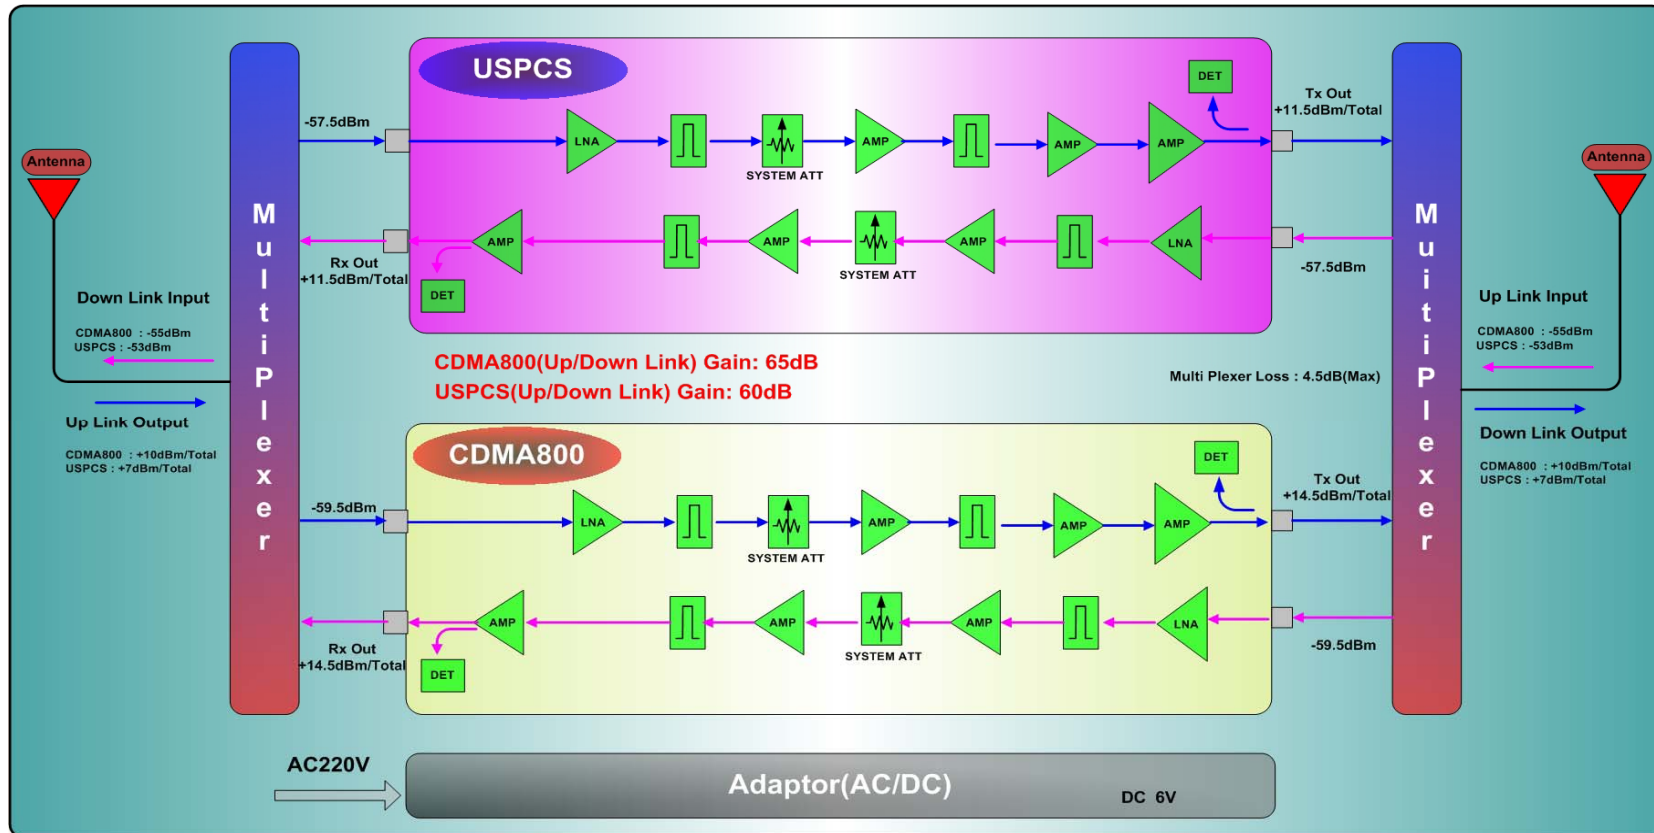 USPCS
DET
Tx Out
+11.5dBm/Total
-57.5dBm
LNA
SYSTEM ATT
AMP
AMP
AMP
Antenna
Antenna
MultiPlexer
MuitiPlexer
AMP
AMP
SYSTEM ATT
AMP
LNA
Rx Out
+11.5dBm/Total
DET
-57.5dBm
Down Link Input
CDMA800 : -55dBm
USPCS : -53dBm
Up Link Input
CDMA800 : -55dBm
USPCS : -53dBm
CDMA800(Up/Down Link) Gain: 65dB
USPCS(Up/Down Link) Gain: 60dB
Multi Plexer Loss : 4.5dB(Max)
Up Link Output
CDMA800 : +10dBm/Total
USPCS : +7dBm/Total
Down Link Output
CDMA800 : +10dBm/Total
USPCS : +7dBm/Total
CDMA800
DET
Tx Out
+14.5dBm/Total
-59.5dBm
LNA
SYSTEM ATT
AMP
AMP
AMP
AMP
AMP
SYSTEM ATT
AMP
LNA
Rx Out
+14.5dBm/Total
DET
-59.5dBm
AC220V
Adaptor(AC/DC)
DC 6V